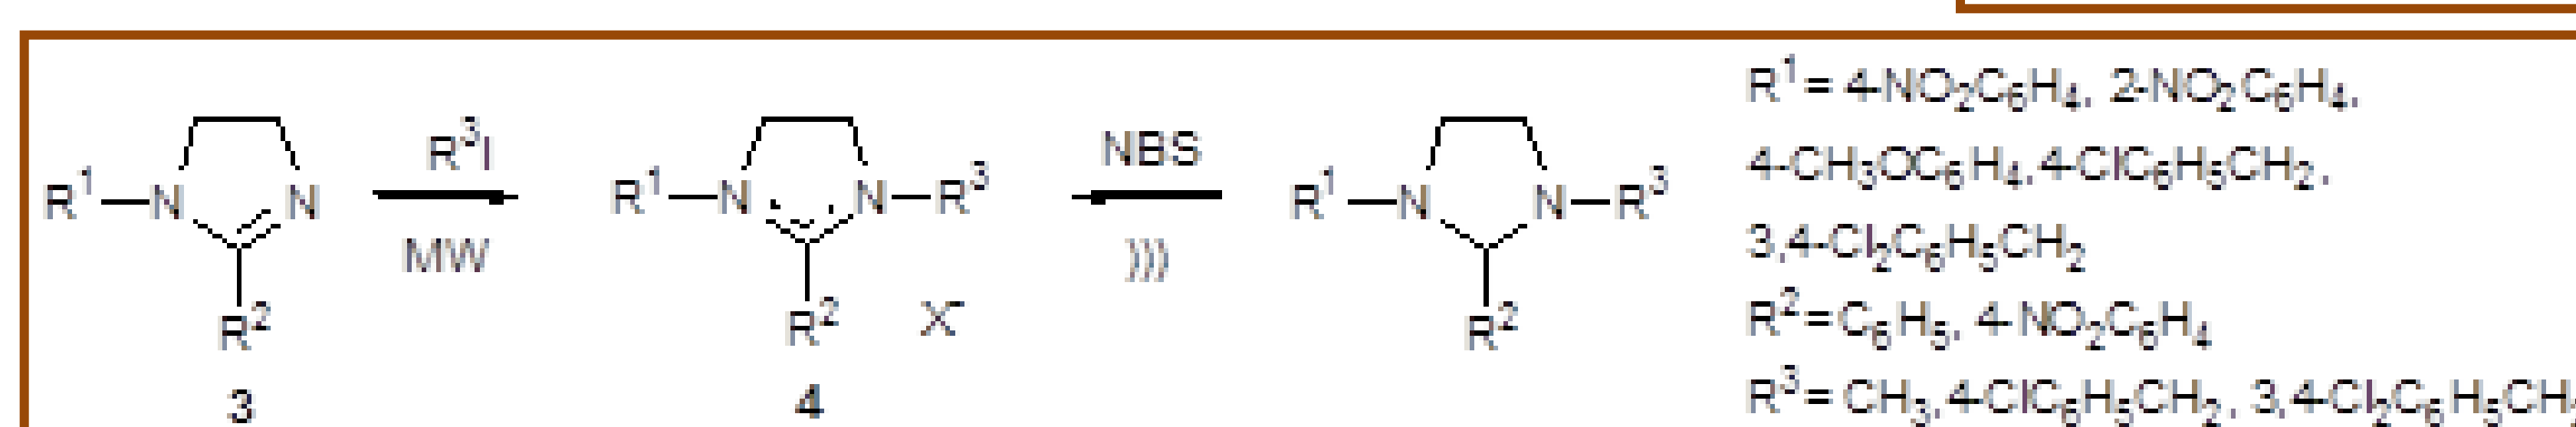 R³I
R¹ N N
MW
R²
3
R¹ N N R³
R² X⁻
4
NBS
)))
R¹ N N R³
R²
R¹= 4-NO₂C₆H₄, 2-NO₂C₆H₄,
4-CH₃OC₆H₄, 4-ClC₆H₅CH₂,
3,4-Cl₂C₆H₅CH₂
R²=C₆H₅, 4-NO₂C₆H₄
R³= CH₃, 4-ClC₆H₅CH₂, 3,4-Cl₂C₆H₅CH₂